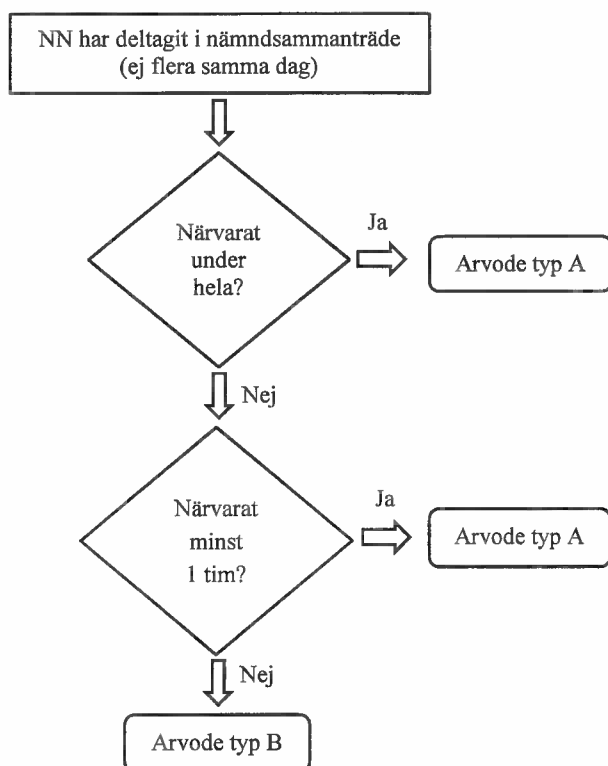 NN har deltagit i nämndsammanträde
(ej flera samma dag)
Närvarat
under
hela?
Ja
Arvode typ A
Nej
Närvarat
minst
1 tim?
Ja
Arvode typ A
Nej
Arvode typ B